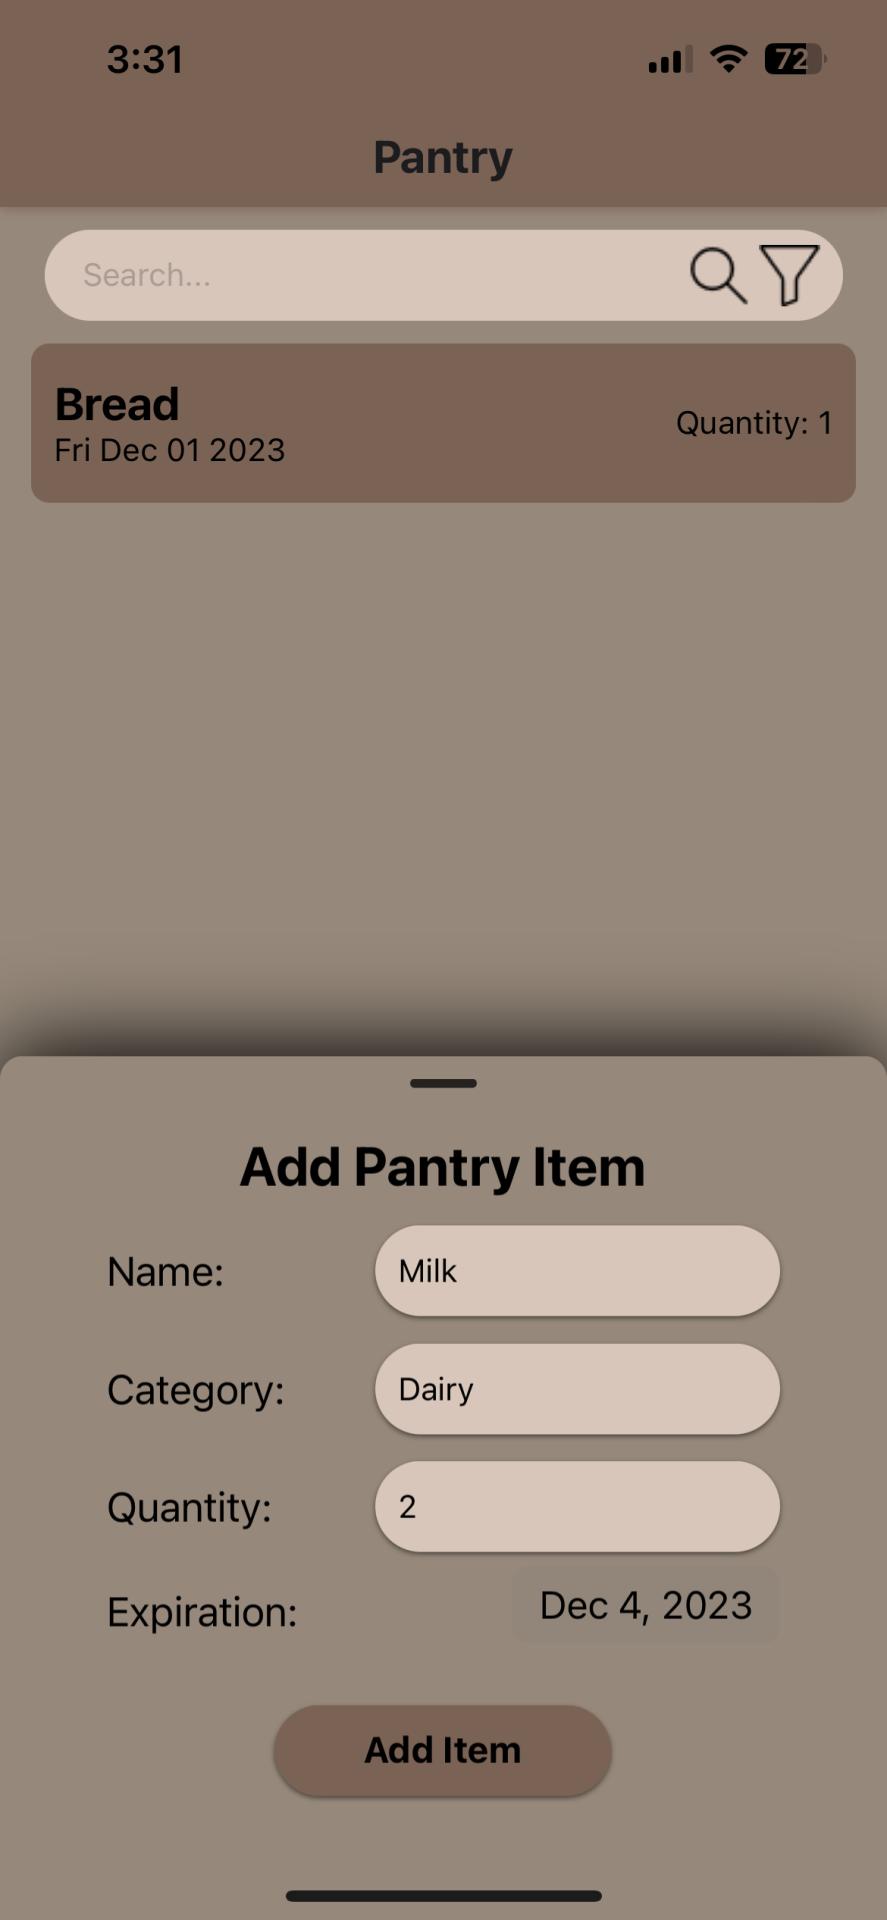 3:31
72
Pantry
Search...
Bread
Fri Dec 01 2023
Quantity: 1
Add Pantry Item
Name: Milk
Category: Dairy
Quantity: 2
Expiration: Dec 4, 2023
Add Item